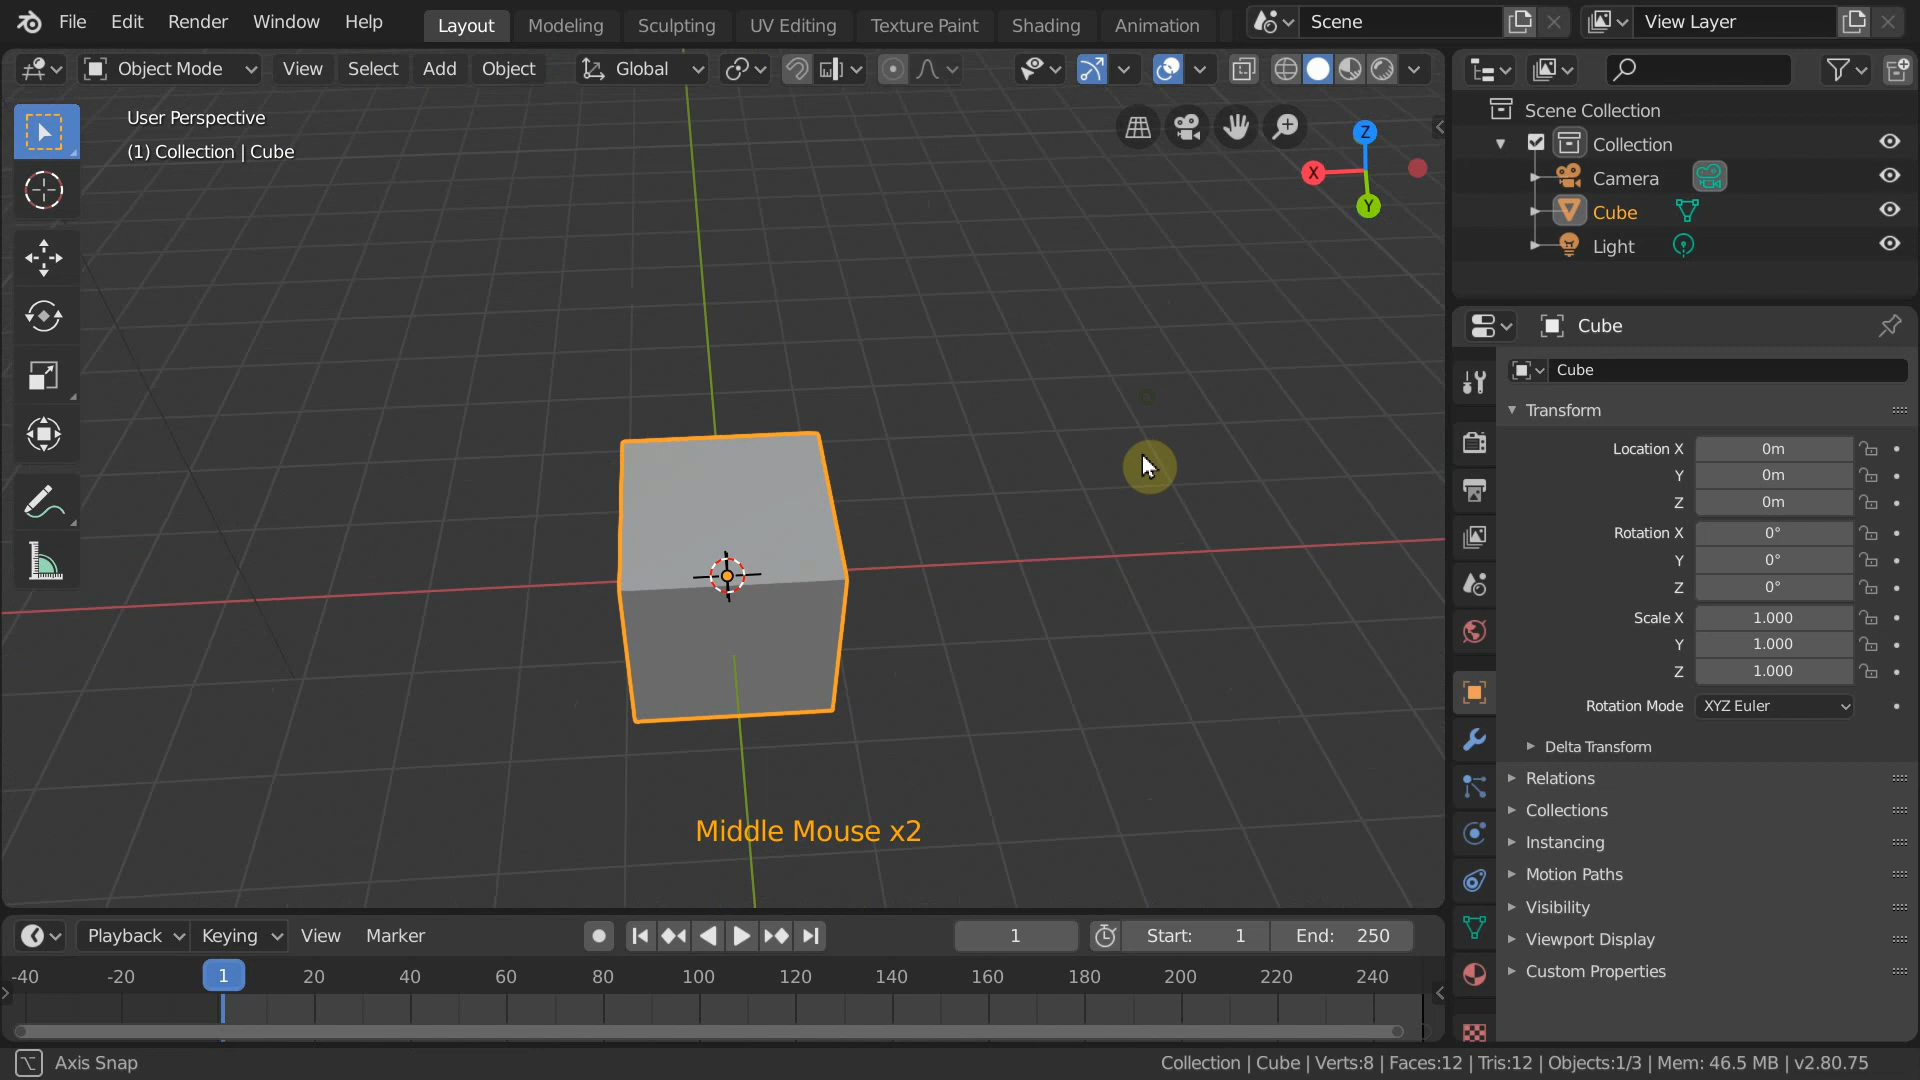 File Edit Render Window Help Layout Modeling Sculpting UV Editing Texture Paint Shading Animation Scene View Layer
Object Mode View Select Add Object Global
User Perspective
(1) Collection | Cube
Z
X
Y
Scene Collection
Collection
Camera
Cube
Light
Cube
Cube
Transform
Location X 0m
Y 0m
Z 0m
Rotation X 0°
Y 0°
Z 0°
Scale X 1.000
Y 1.000
Z 1.000
Rotation Mode XYZ Euler
Delta Transform
Relations
Collections
Instancing
Motion Paths
Visibility
Viewport Display
Custom Properties
Middle Mouse x2
Playback Keying View Marker 1 Start: 1 End: 250
-40 -20 1 20 40 60 80 100 120 140 160 180 200 220 240
Axis Snap Collection | Cube | Verts:8 | Faces:12 | Tris:12 | Objects:1/3 | Mem: 46.5 MB | v2.80.75